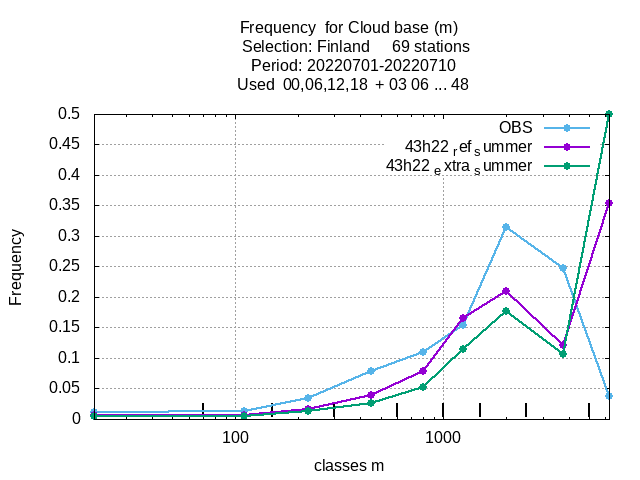 Frequency for Cloud base (m)
Selection: Finland 69 stations
Period: 20220701-20220710
Used 00,06,12,18 + 03 06 ... 48
OBS
43h22 ref summer
43h22 extra summer
0.5
0.45
0.4
0.35
0.3
0.25
0.2
0.15
0.1
0.05
0
Frequency
100 1000
classes m